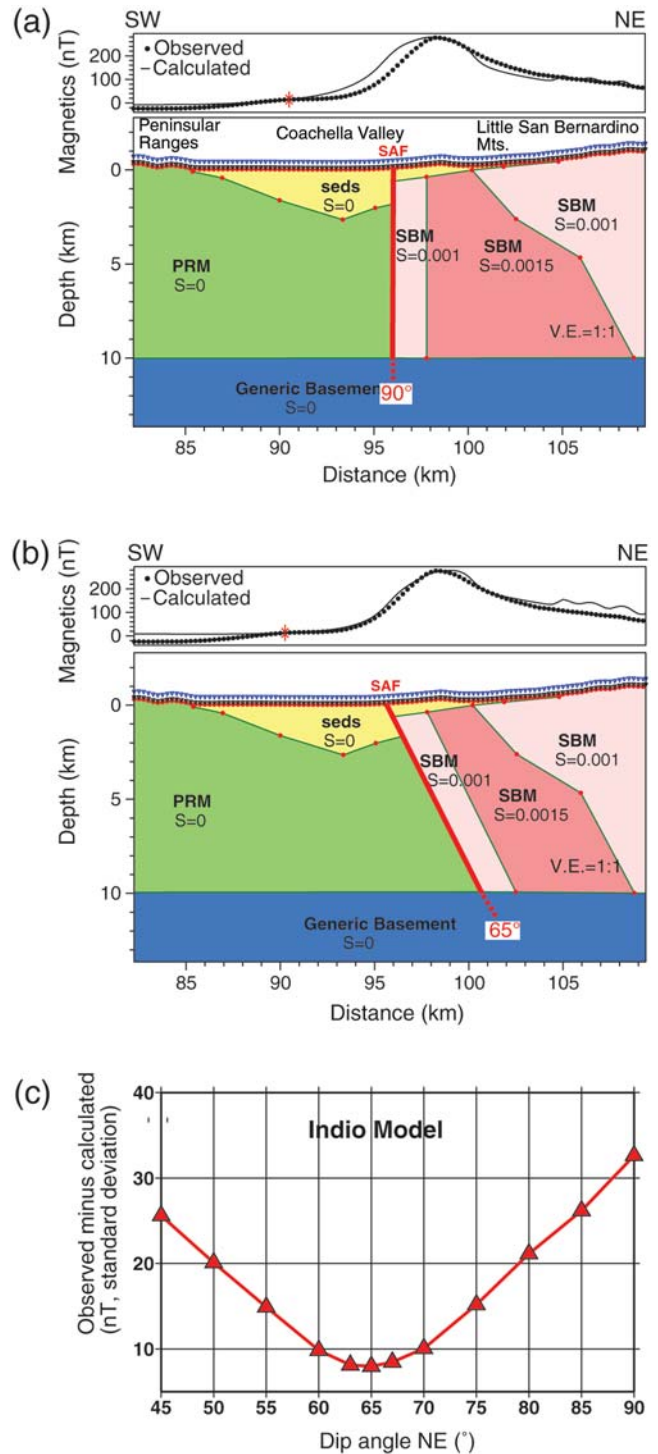 (a)
SW NE
Magnetics (nT)
200
100
0
Observed
Calculated
Peninsular Ranges
Coachella Valley
Little San Bernardino Mts.
SAF
seds
S=0
SBM
S=0.001
SBM
S=0.0015
SBM
S=0.001
PRM
S=0
V.E.=1:1
Generic Basement
S=0
90°
Depth (km)
0
5
10
85 90 95 100 105
Distance (km)
(b)
SW NE
Magnetics (nT)
200
100
0
Observed
Calculated
SAF
seds
S=0
SBM
S=0.001
SBM
S=0.0015
SBM
S=0.001
PRM
S=0
V.E.=1:1
Generic Basement
S=0
65°
Depth (km)
0
5
10
85 90 95 100 105
Distance (km)
(c)
Observed minus calculated
(nT, standard deviation)
40
30
20
10
Indio Model
45 50 55 60 65 70 75 80 85 90
Dip angle NE (°)